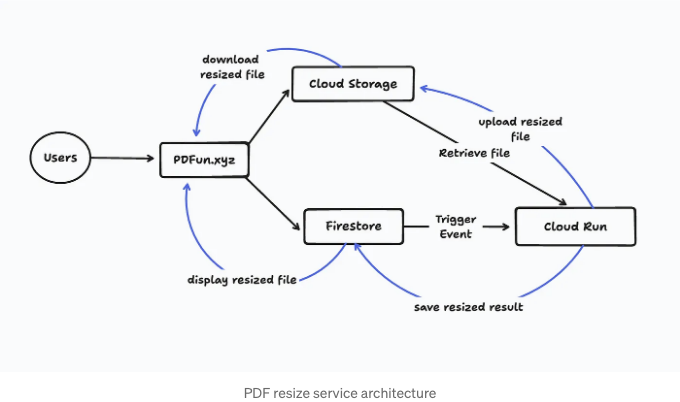 download
resized file
Cloud Storage
upload resized
file
Retrieve file
Users
PDFun.xyz
Firestore
Trigger
Event
Cloud Run
display resized file
save resized result
PDF resize service architecture